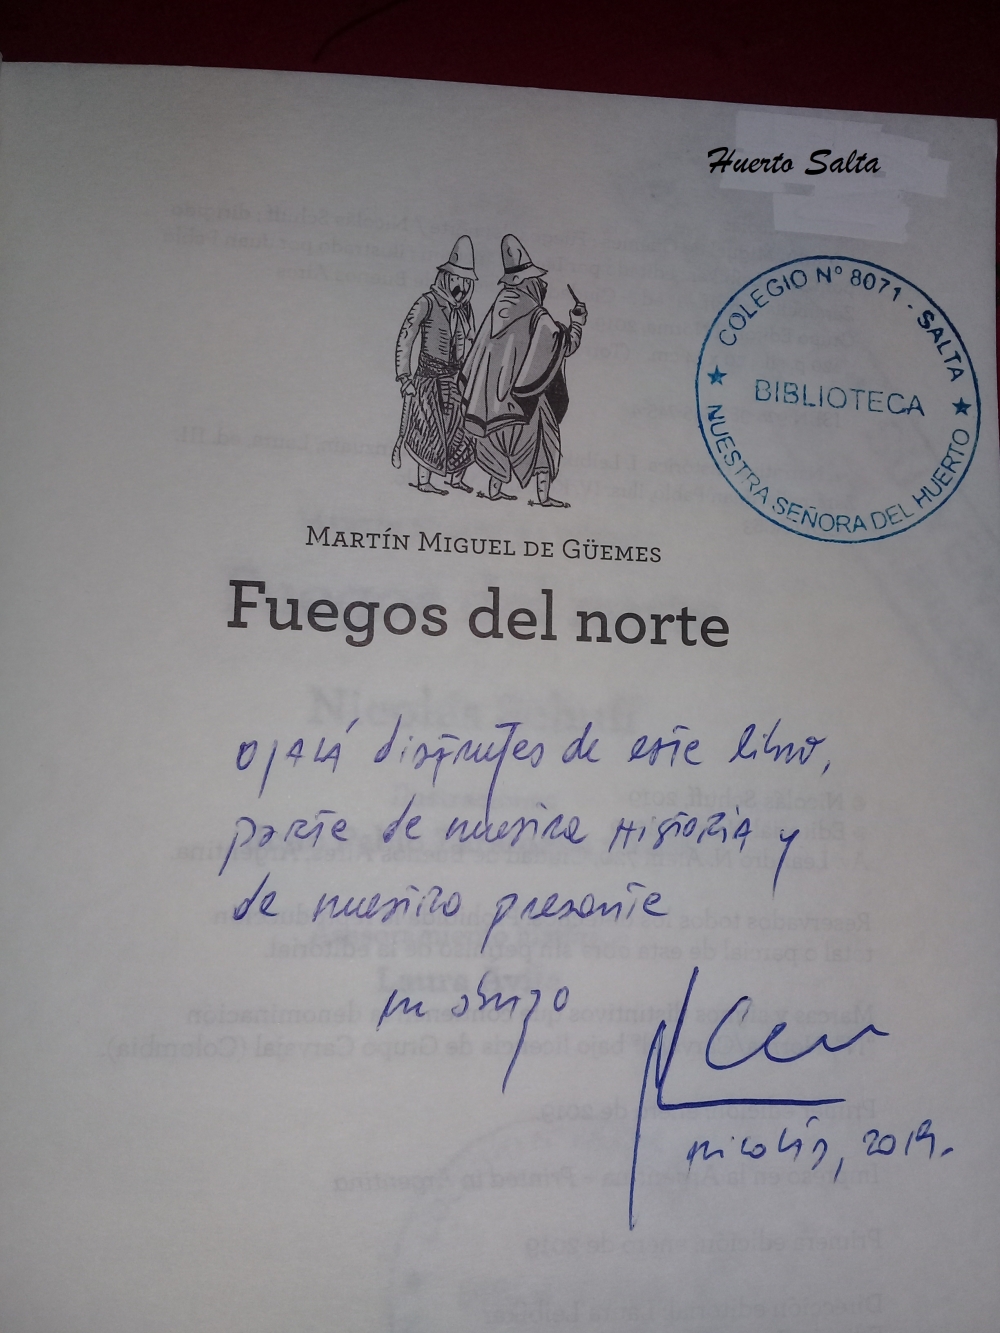 Huerto Salta
COLEGIO Nº 8071 - SALTA
BIBLIOTECA
NUESTRA SEÑORA DEL HUERTO
MARTÍN MIGUEL DE GÜEMES
Fuegos del norte
OJALÁ disfrutes de este libro,
parte de nuestra HISTORIA y
de nuestro presente
un abrazo
Nicolás, 2019.